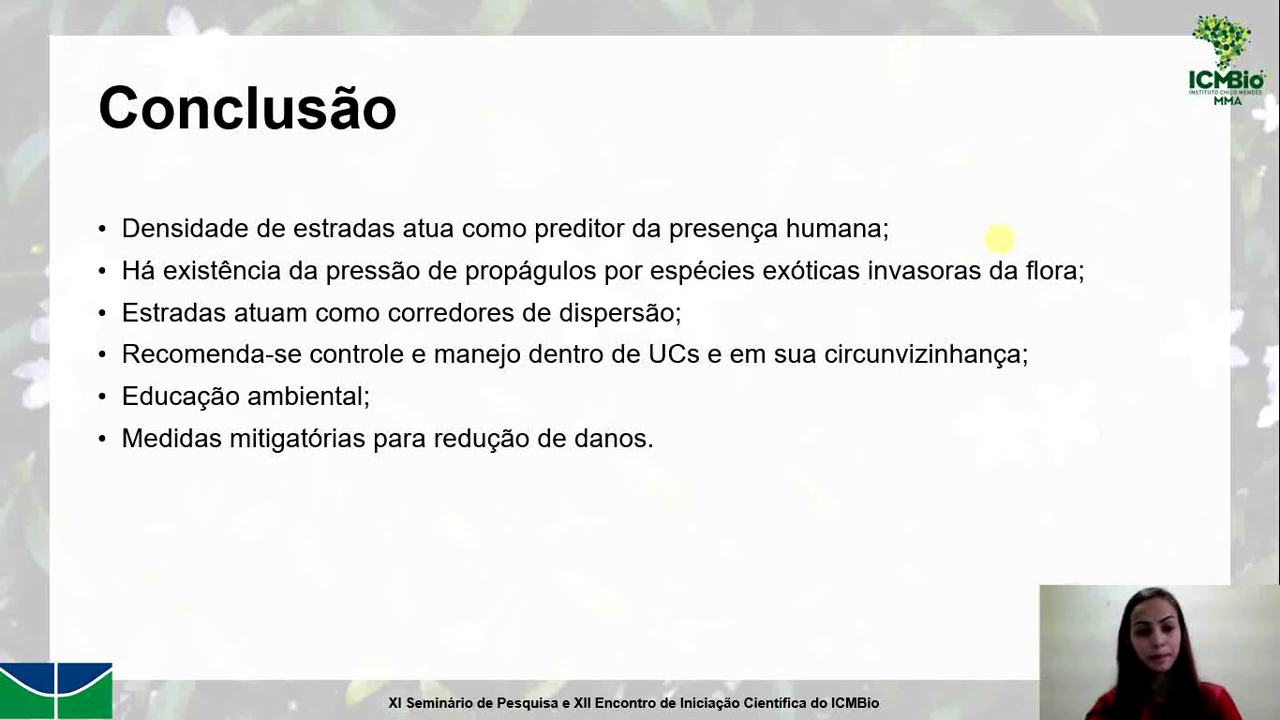 ICMBio
INSTITUTO CHICO MENDES
MMA
Conclusão
• Densidade de estradas atua como preditor da presença humana;
• Há existência da pressão de propágulos por espécies exóticas invasoras da flora;
• Estradas atuam como corredores de dispersão;
• Recomenda-se controle e manejo dentro de UCs e em sua circunvizinhança;
• Educação ambiental;
• Medidas mitigatórias para redução de danos.
XI Seminário de Pesquisa e XII Encontro de Iniciação Científica do ICMBio